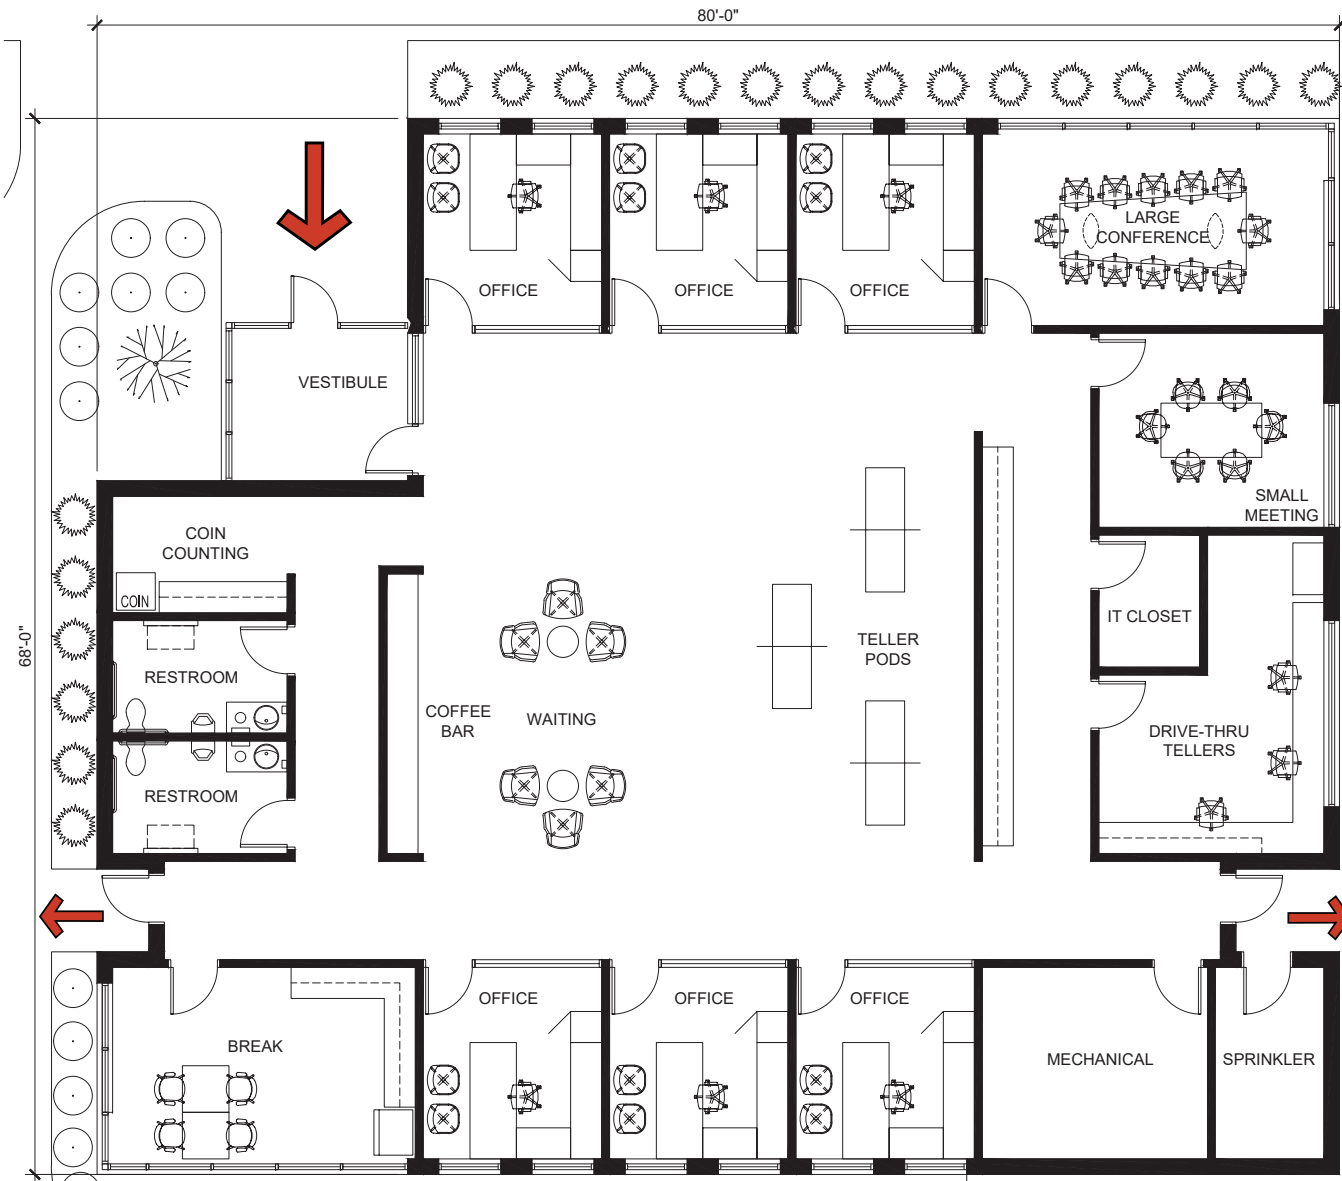 80'-0"
LARGE
CONFERENCE
OFFICE
OFFICE
OFFICE
VESTIBULE
SMALL
MEETING
COIN
COUNTING
COIN
IT CLOSET
68'-0"
TELLER
PODS
RESTROOM
COFFEE
BAR
WAITING
DRIVE-THRU
TELLERS
RESTROOM
OFFICE
OFFICE
OFFICE
BREAK
MECHANICAL
SPRINKLER